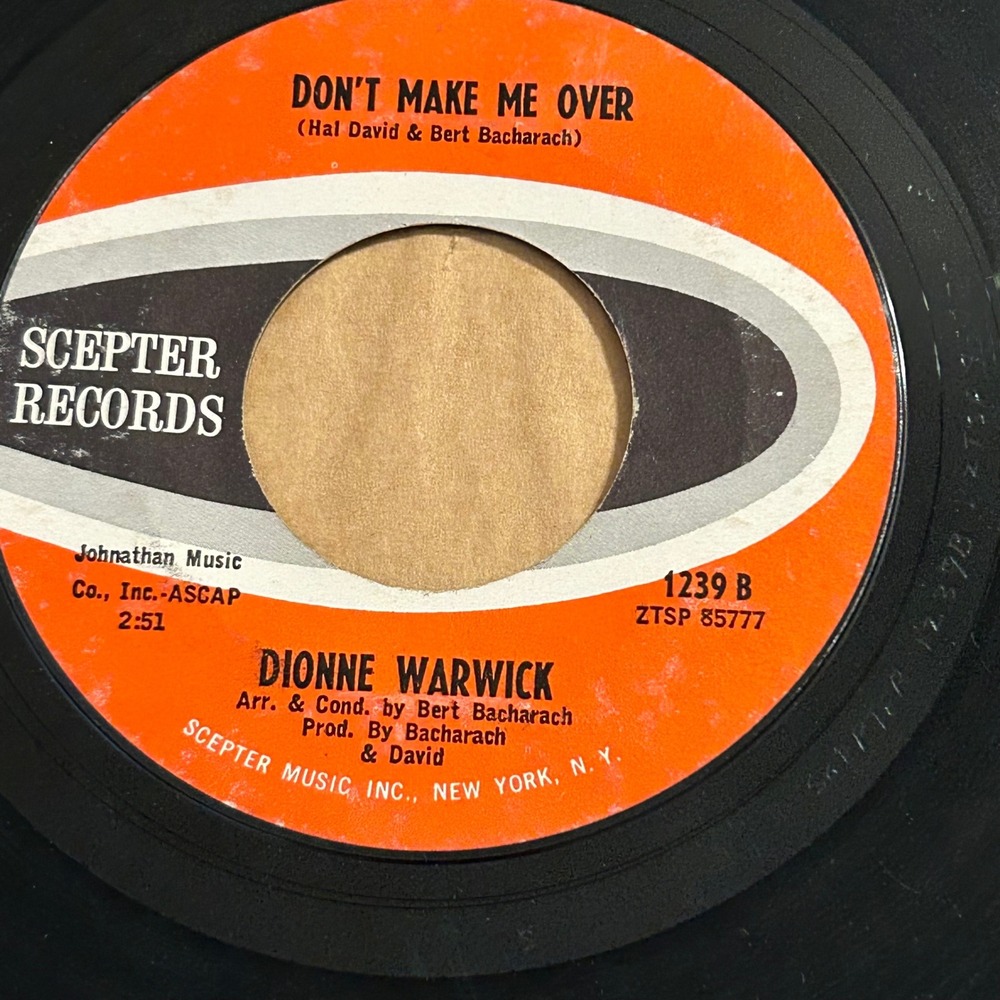 DON'T MAKE ME OVER
(Hal David & Bert Bacharach)
SCEPTER
RECORDS
Johnathan Music
Co., Inc.-ASCAP
2:51
1239 B
ZTSP 85777
DIONNE WARWICK
Arr. & Cond. by Bert Bacharach
Prod. By Bacharach
& David
SCEPTER MUSIC INC., NEW YORK, N. Y.